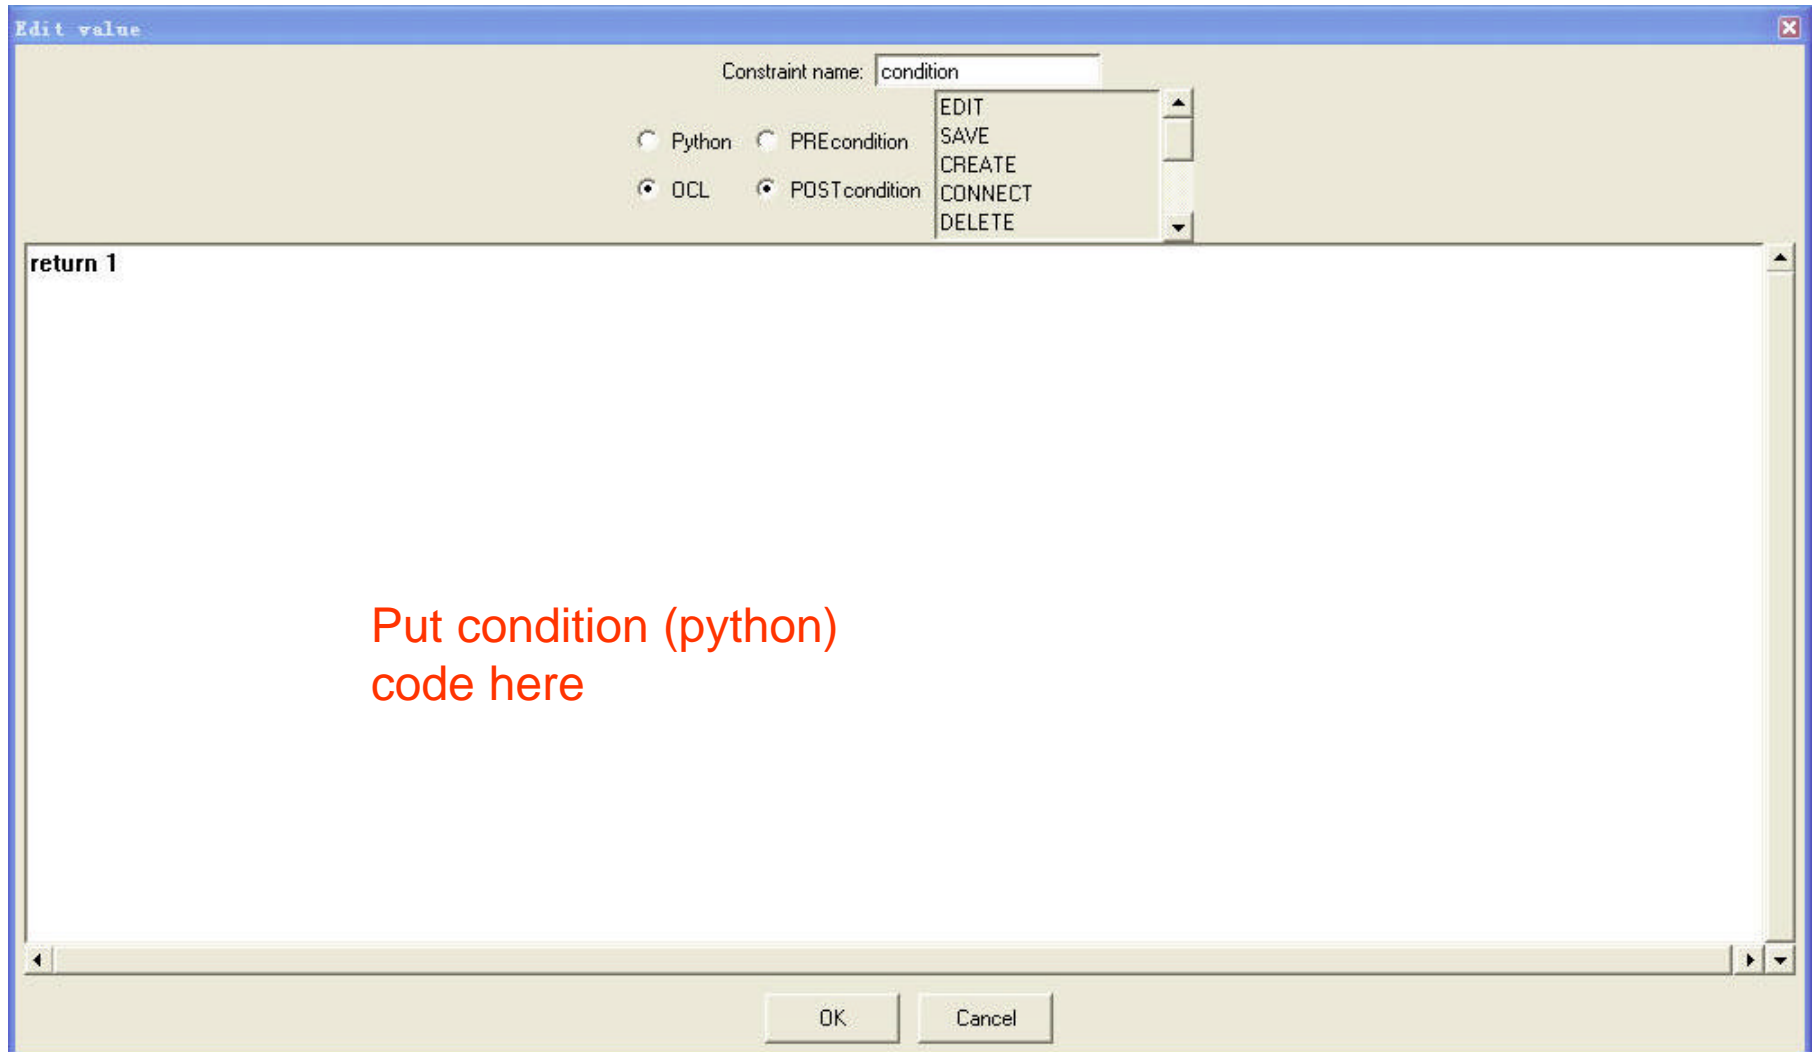 Edit value
Constraint name: condition
Python PREcondition
OCL POSTcondition
EDIT
SAVE
CREATE
CONNECT
DELETE
return 1
Put condition (python)
code here
OK Cancel